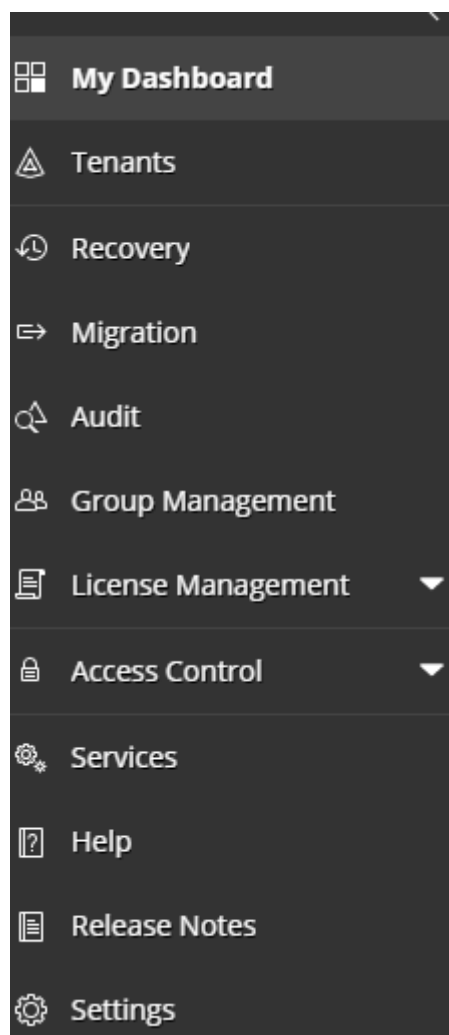 My Dashboard
Tenants
Recovery
Migration
Audit
Group Management
License Management
Access Control
Services
Help
Release Notes
Settings